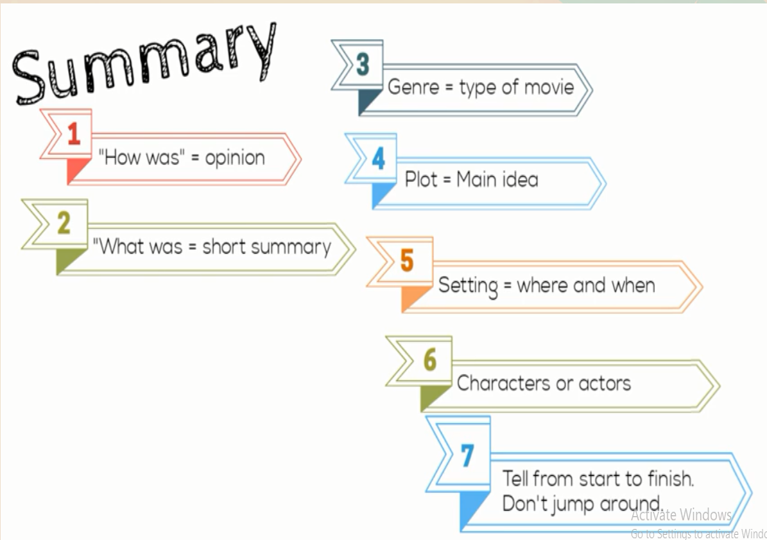 Summary
1
"How was" = opinion
2
"What was = short summary
3
Genre = type of movie
4
Plot = Main idea
5
Setting = where and when
6
Characters or actors
7
Tell from start to finish.
Don't jump around.
Activate Windows
Go to Settings to activate Windo